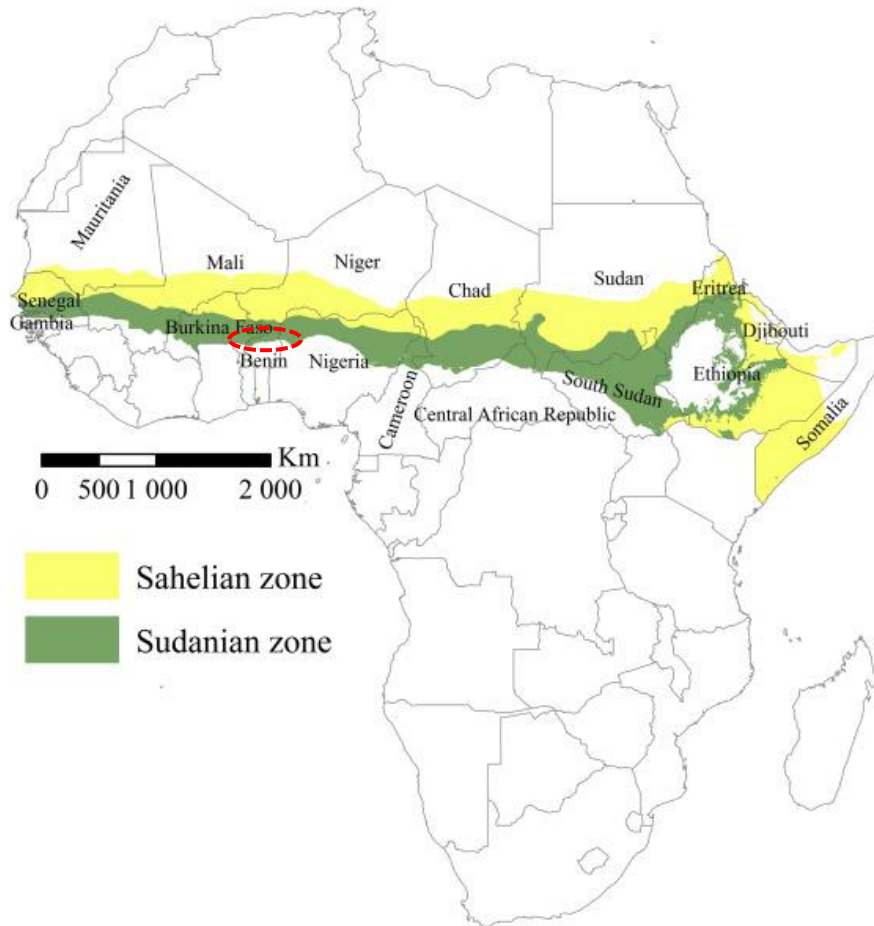 Mauritania
Mali
Niger
Chad
Sudan
Eritrea
Senegal
Gambia
Burkina Faso
Djibouti
Benin
Nigeria
Ethiopia
South Sudan
Cameroon
Central African Republic
Somalia
Km
0 500 1 000 2 000
Sahelian zone
Sudanian zone